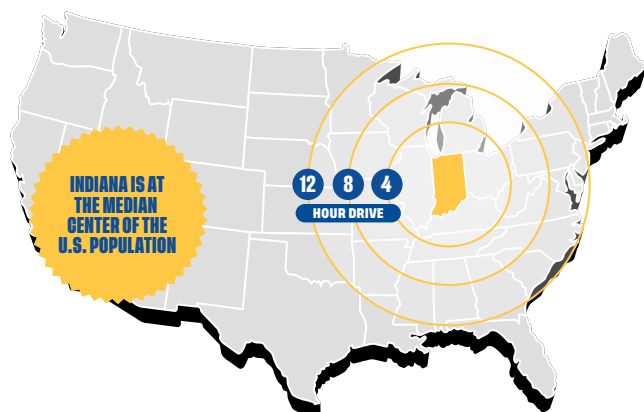 INDIANA IS AT
THE MEDIAN
CENTER OF THE
U.S. POPULATION
12 8 4
HOUR DRIVE